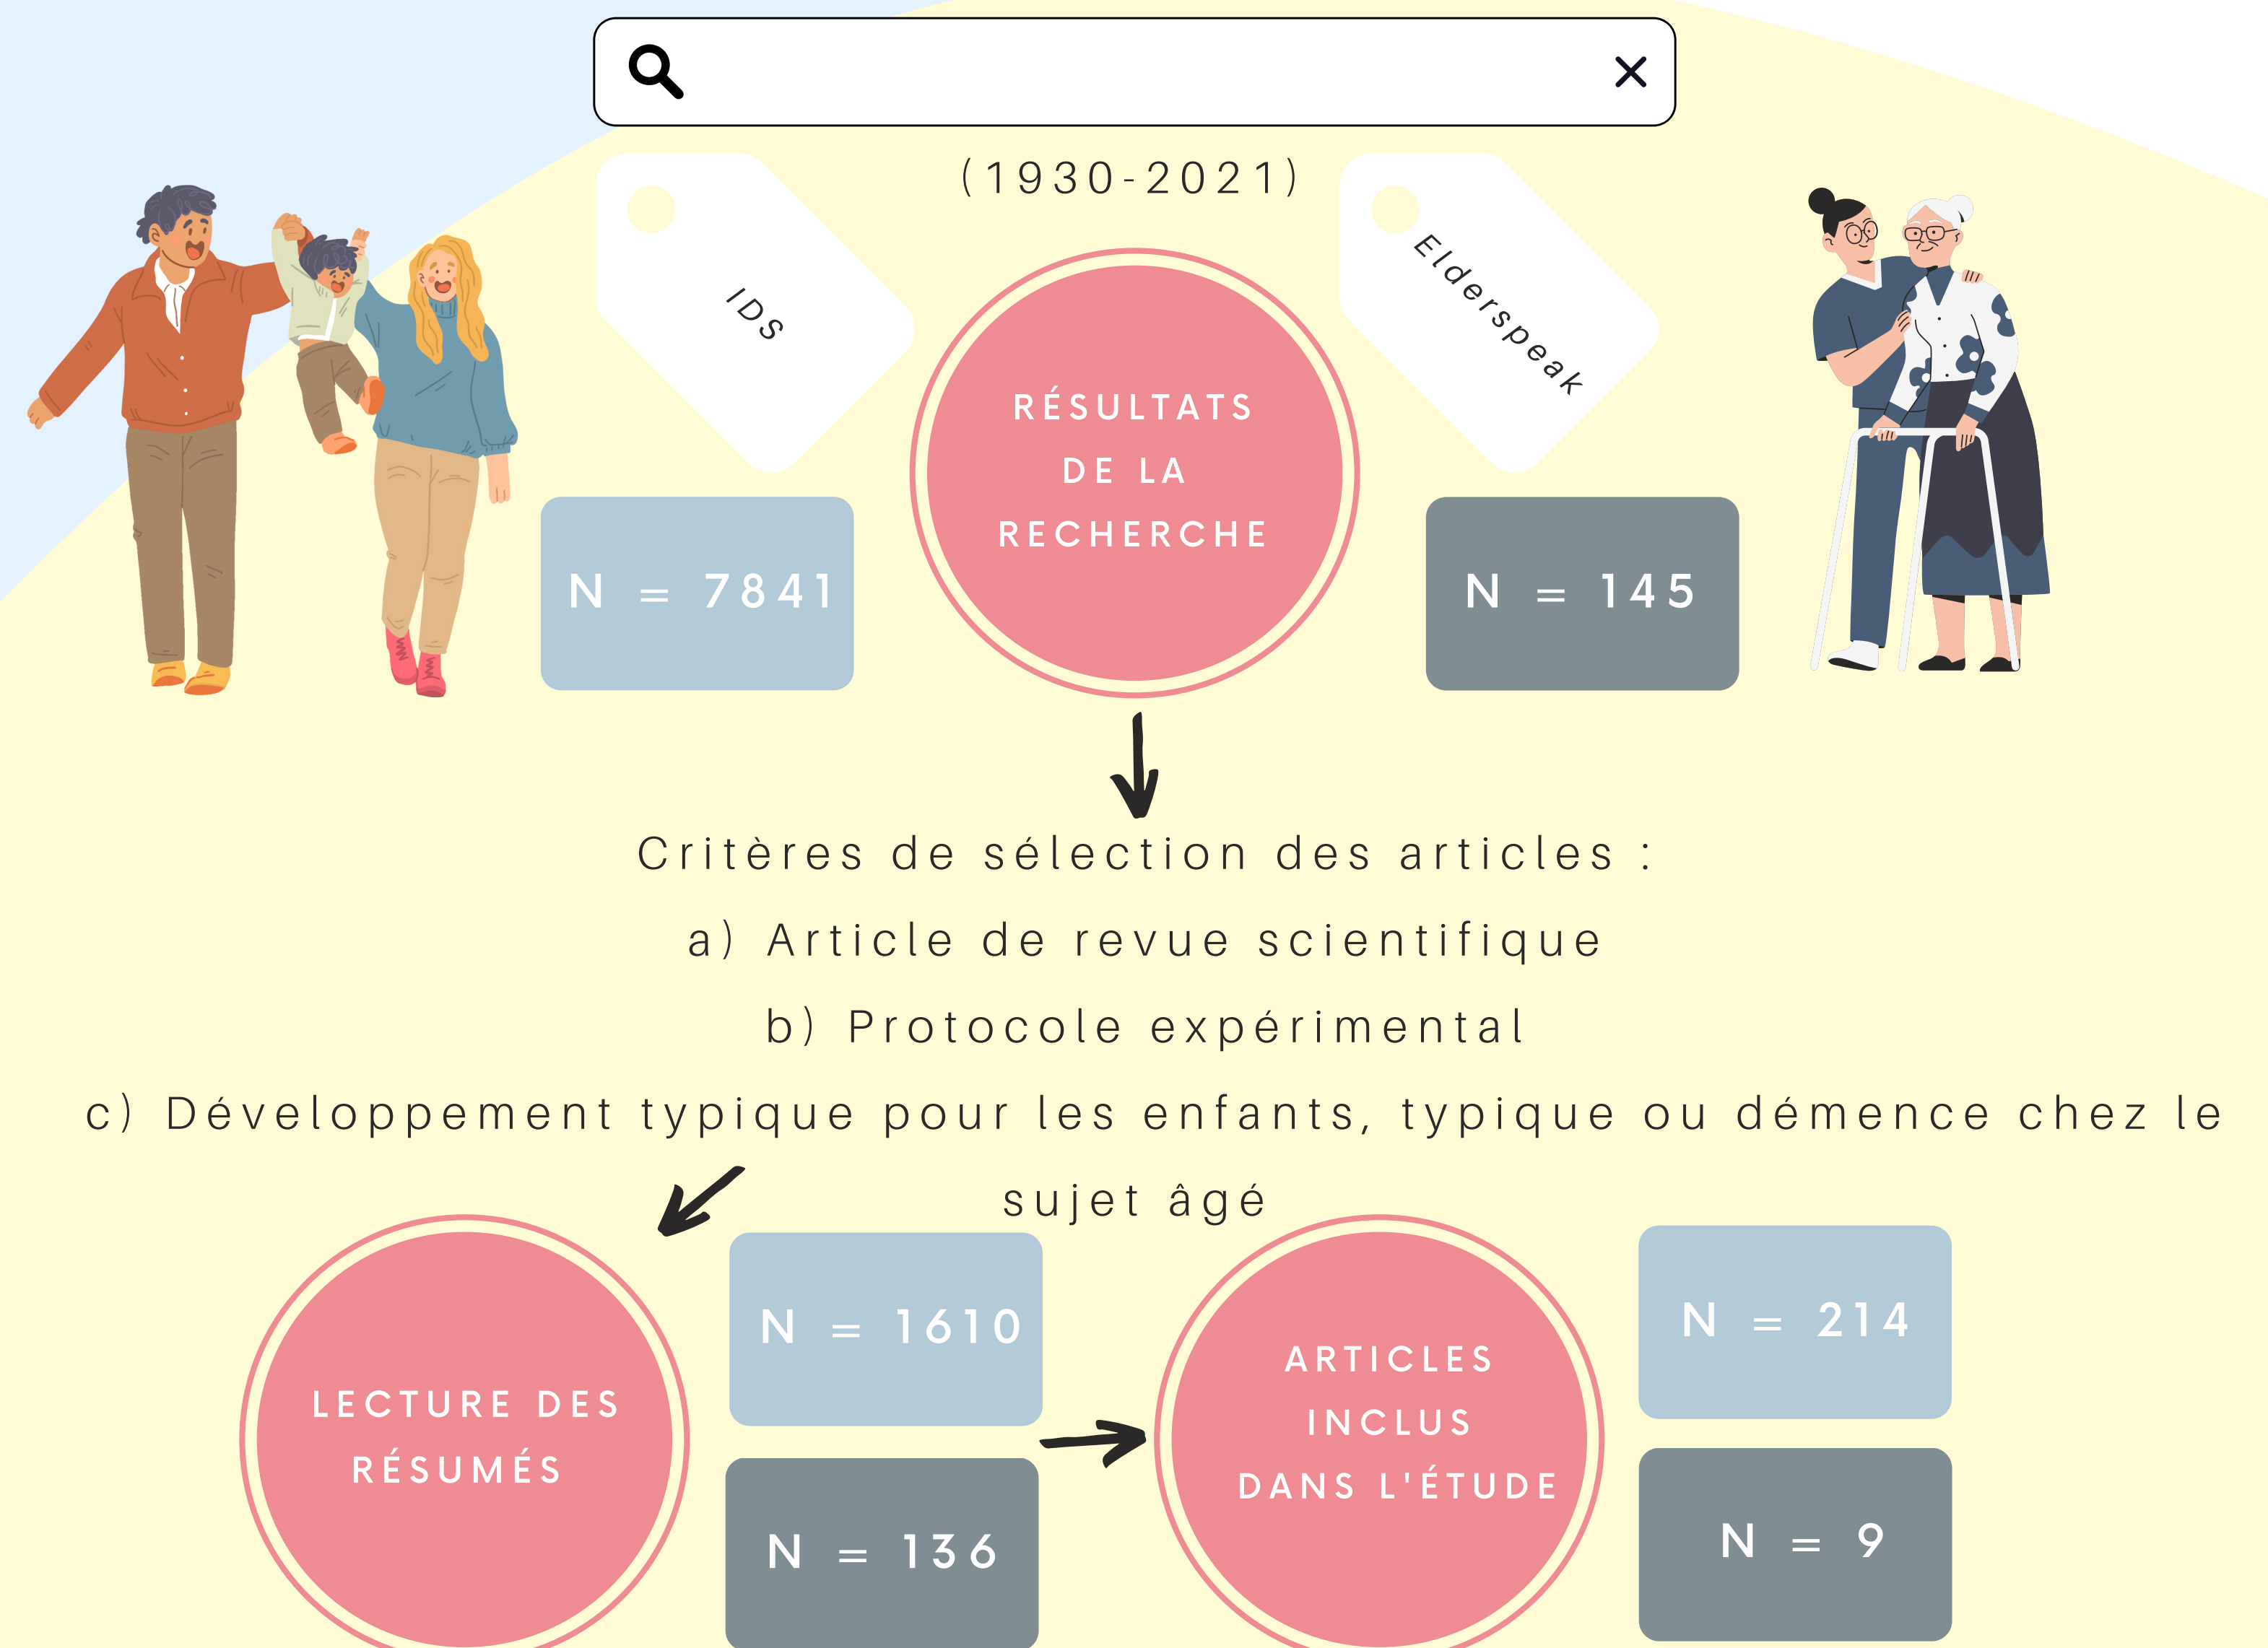 (1930-2021)
IDS
Elderspeak
RÉSULTATS
DE LA
RECHERCHE
N = 7841
N = 145
Critères de sélection des articles :
a) Article de revue scientifique
b) Protocole expérimental
c) Développement typique pour les enfants, typique ou démence chez le
sujet âgé
LECTURE DES
RÉSUMÉS
N = 1610
N = 136
ARTICLES
INCLUS
DANS L'ÉTUDE
N = 214
N = 9